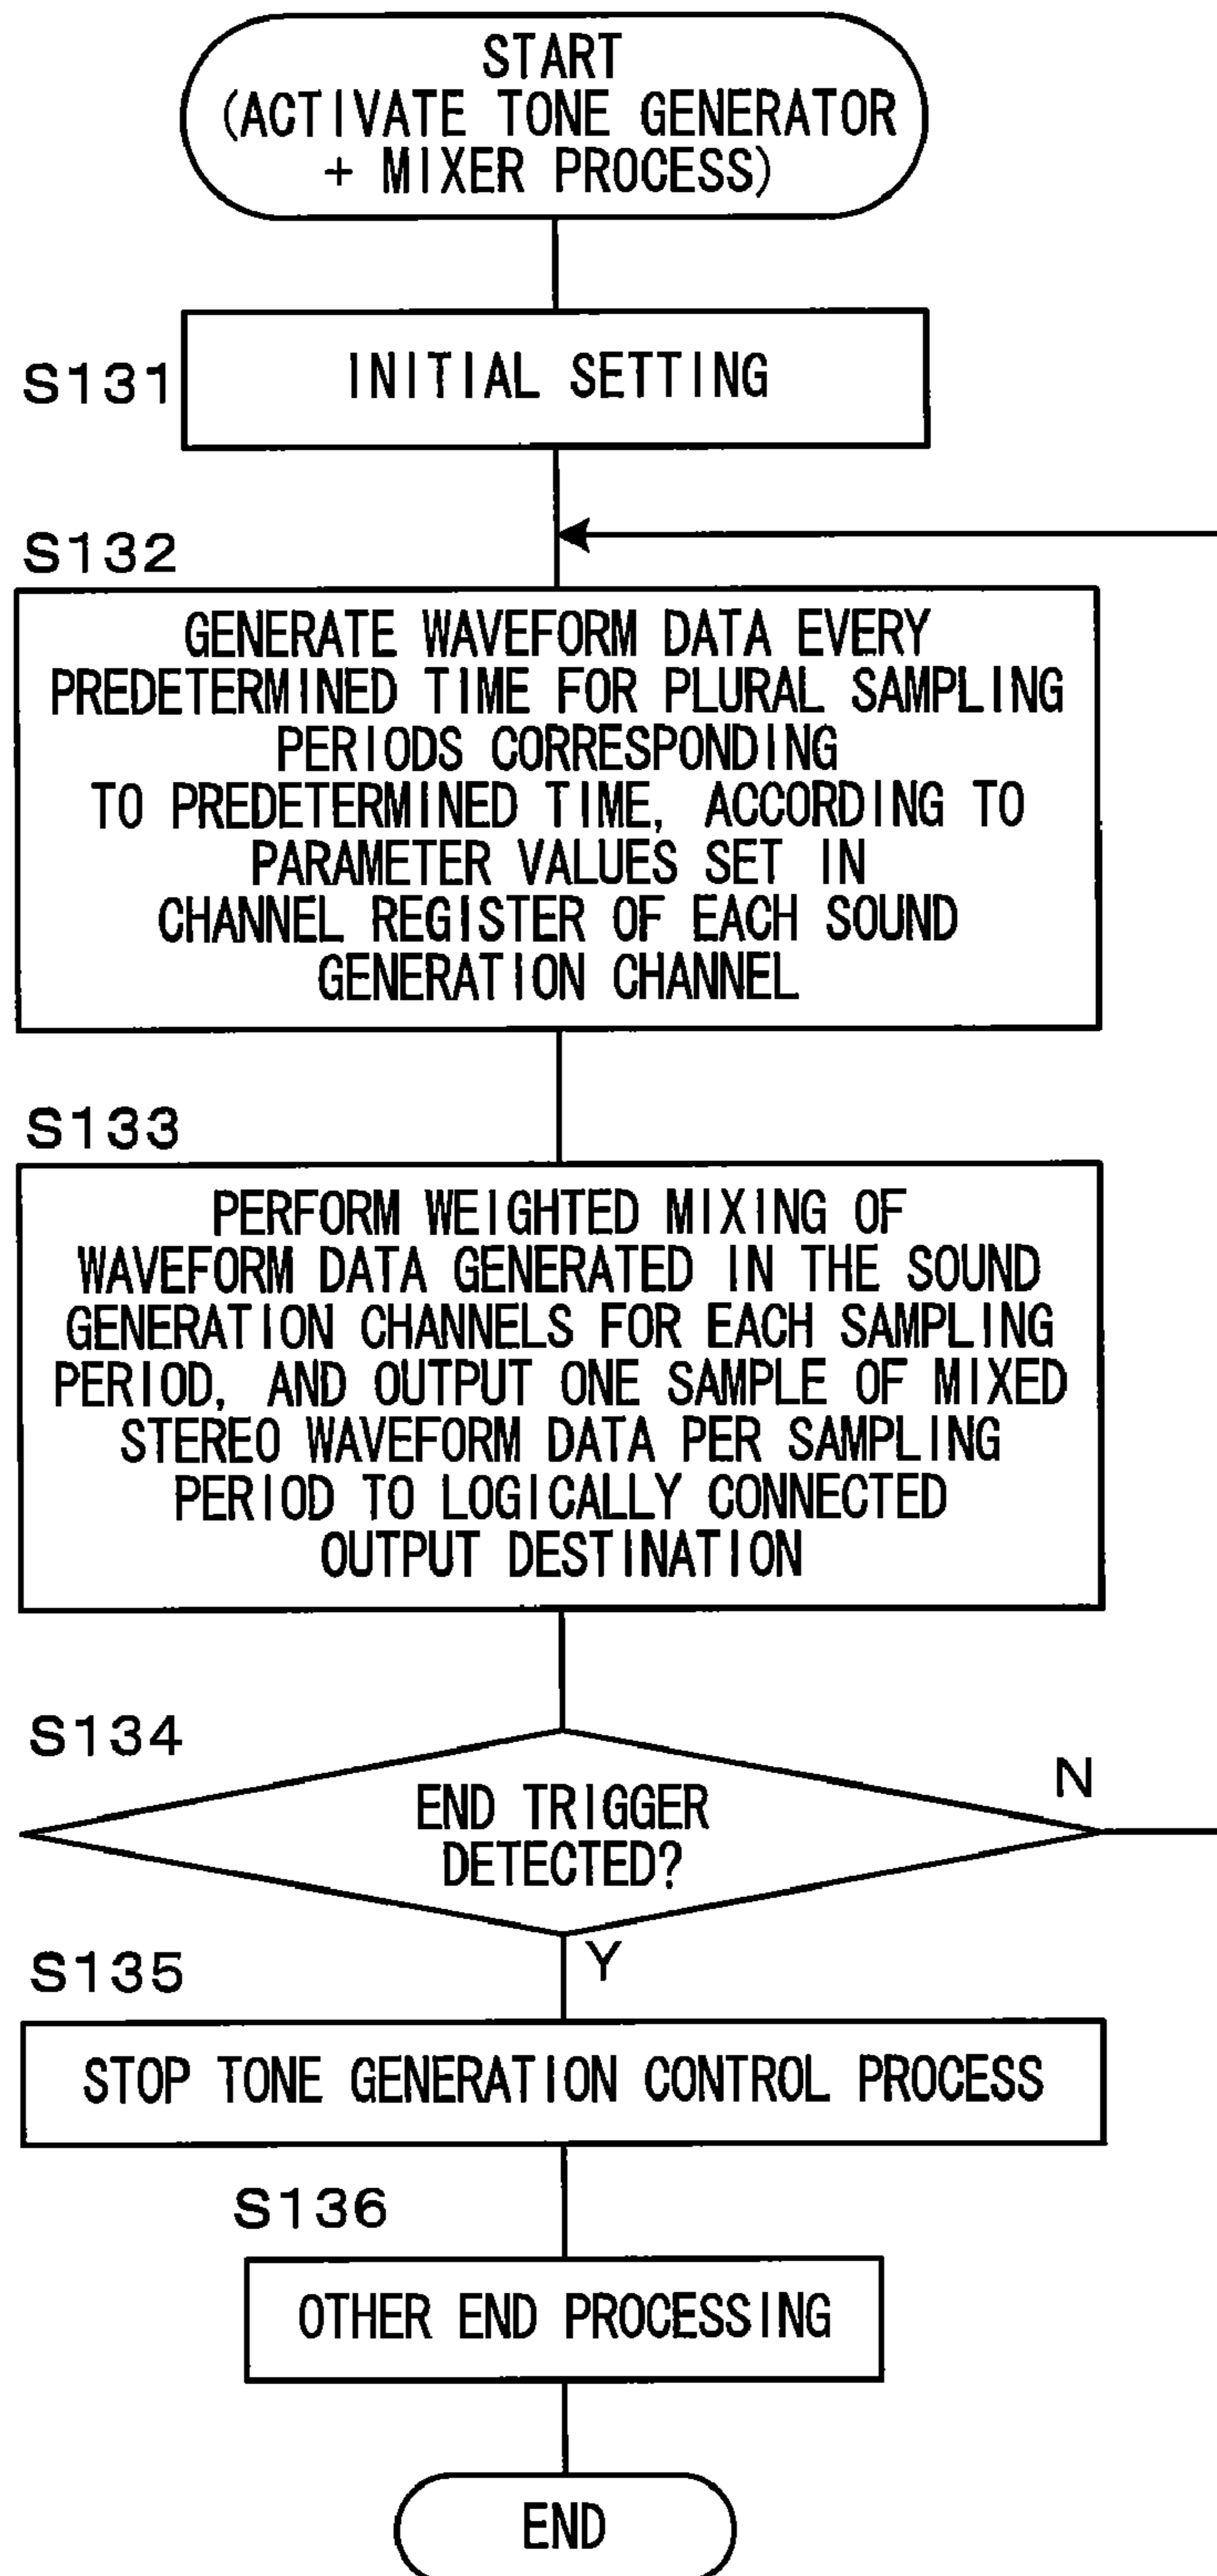 START
(ACTIVATE TONE GENERATOR
+ MIXER PROCESS)
S131
INITIAL SETTING
S132
GENERATE WAVEFORM DATA EVERY
PREDETERMINED TIME FOR PLURAL SAMPLING
PERIODS CORRESPONDING
TO PREDETERMINED TIME, ACCORDING TO
PARAMETER VALUES SET IN
CHANNEL REGISTER OF EACH SOUND
GENERATION CHANNEL
S133
PERFORM WEIGHTED MIXING OF
WAVEFORM DATA GENERATED IN THE SOUND
GENERATION CHANNELS FOR EACH SAMPLING
PERIOD, AND OUTPUT ONE SAMPLE OF MIXED
STEREO WAVEFORM DATA PER SAMPLING
PERIOD TO LOGICALLY CONNECTED
OUTPUT DESTINATION
S134
N
END TRIGGER
DETECTED?
Y
S135
STOP TONE GENERATION CONTROL PROCESS
S136
OTHER END PROCESSING
END